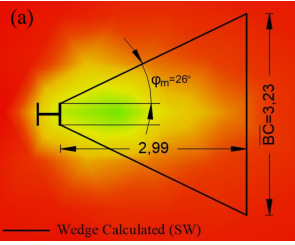 (a)
φm=26°
2,99
BC=3,23
Wedge Calculated (SW)